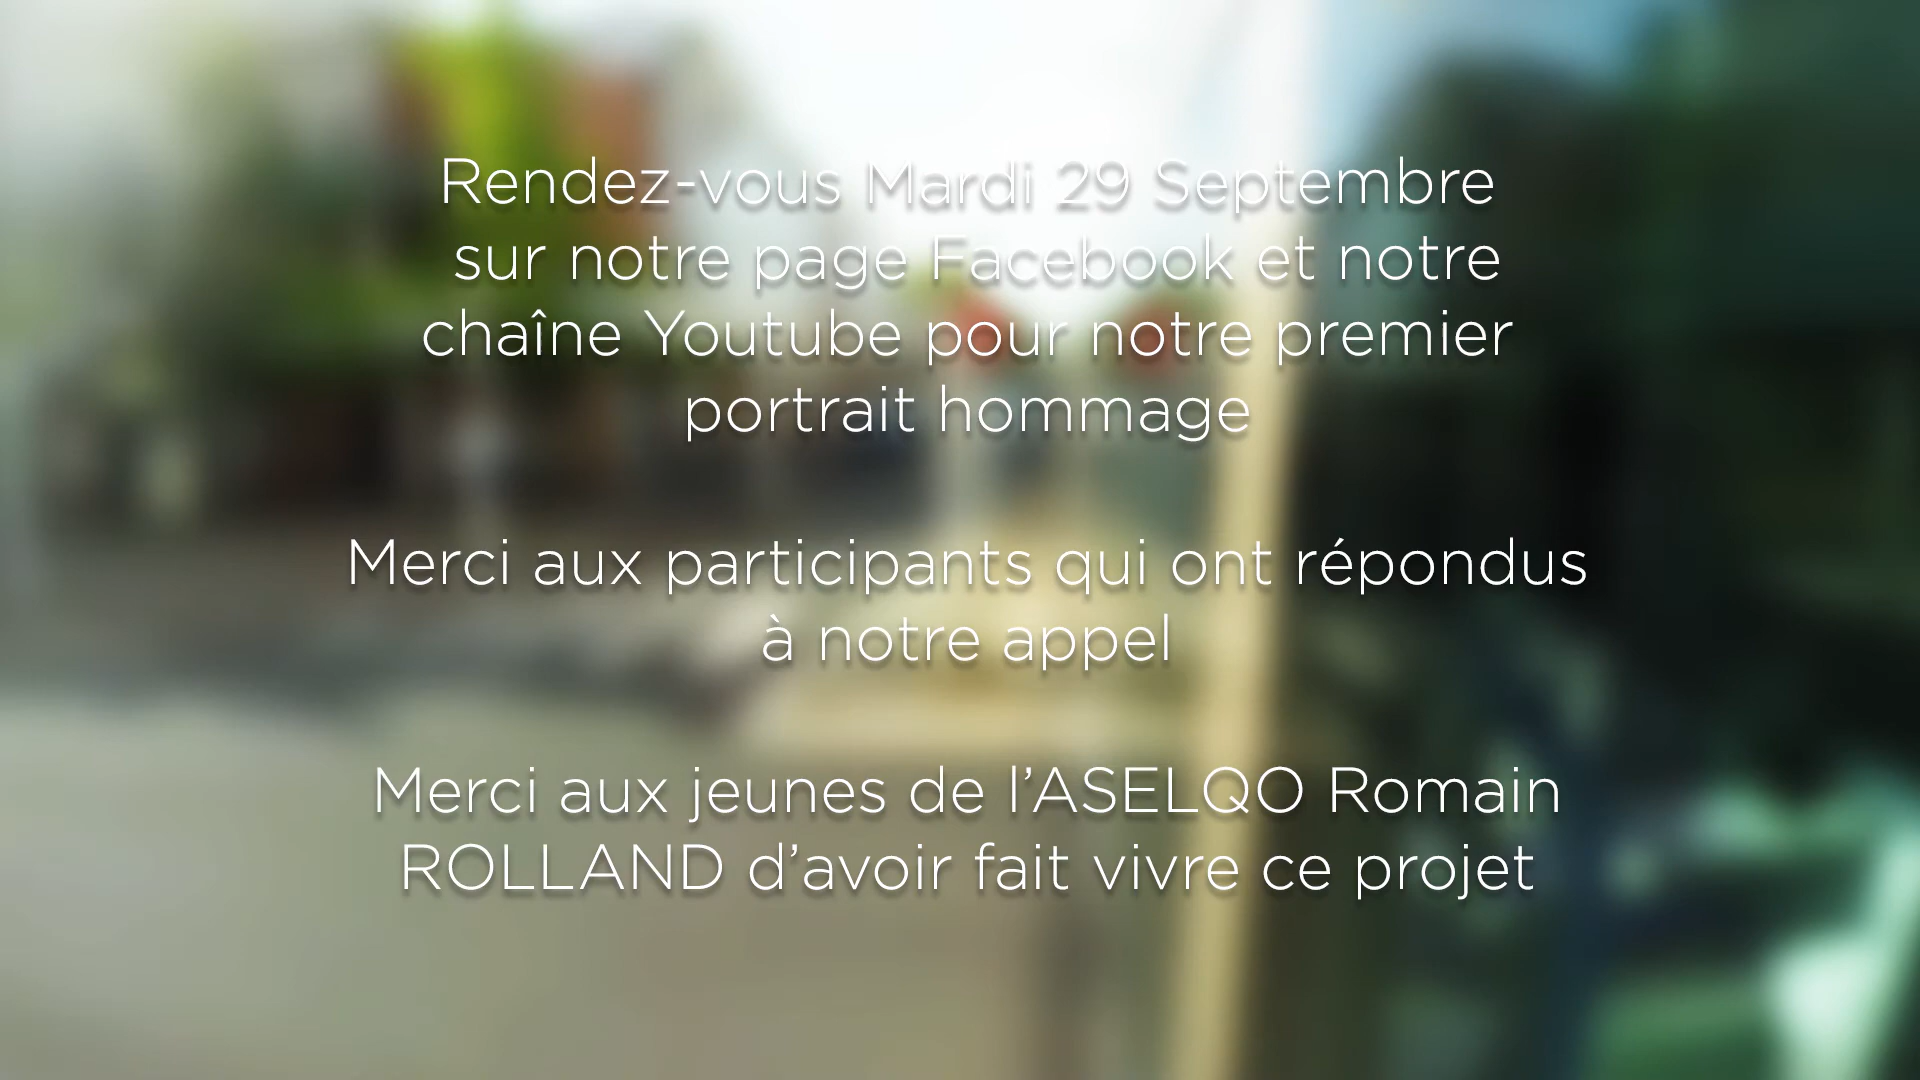 Rendez-vous Mardi 29 Septembre
sur notre page Facebook et notre
chaîne Youtube pour notre premier
portrait hommage
Merci aux participants qui ont répondus
à notre appel
Merci aux jeunes de l’ASELQO Romain
ROLLAND d’avoir fait vivre ce projet